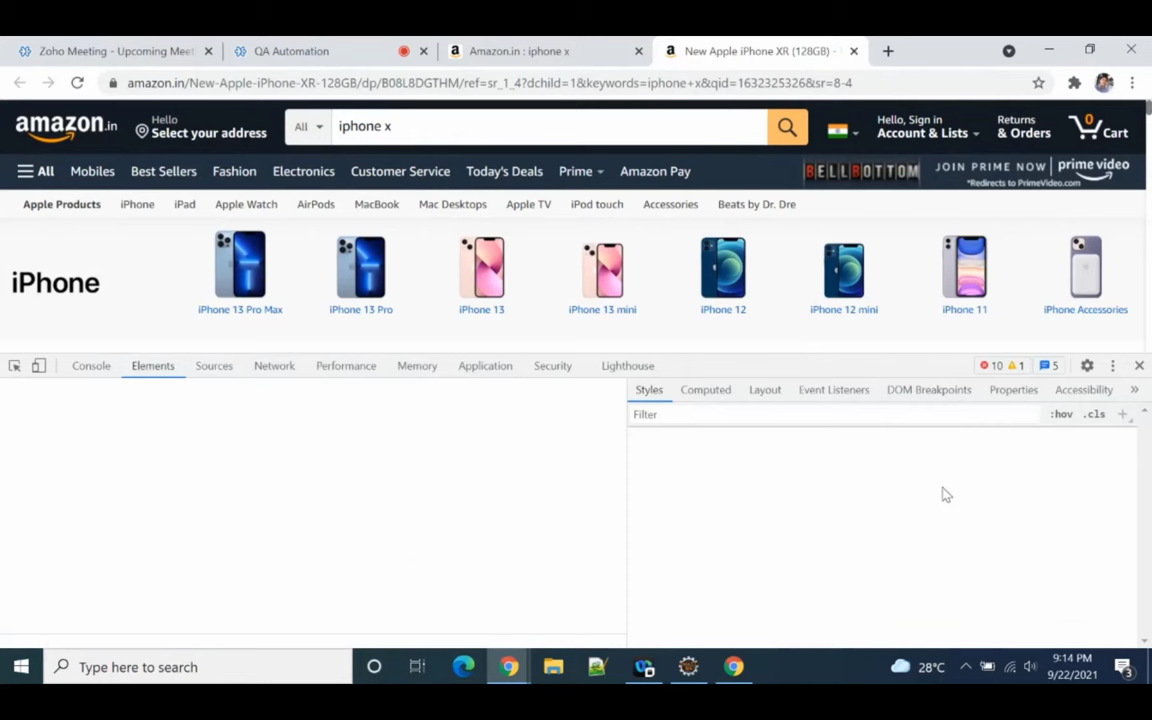 Zoho Meeting - Upcoming Meet
QA Automation
Amazon.in : iphone x
New Apple iPhone XR (128GB) -
amazon.in/New-Apple-iPhone-XR-128GB/dp/B08L8DGTHM/ref=sr_1_4?dchild=1&keywords=iphone+x&qid=1632325326&sr=8-4
amazon.in
Hello
Select your address
All
iphone x
Hello, Sign in
Account & Lists
Returns
& Orders
0
Cart
All
Mobiles
Best Sellers
Fashion
Electronics
Customer Service
Today's Deals
Prime
Amazon Pay
BELLBOTTOM
JOIN PRIME NOW
*Redirects to PrimeVideo.com
prime video
Apple Products
iPhone
iPad
Apple Watch
AirPods
MacBook
Mac Desktops
Apple TV
iPod touch
Accessories
Beats by Dr. Dre
iPhone
iPhone 13 Pro Max
iPhone 13 Pro
iPhone 13
iPhone 13 mini
iPhone 12
iPhone 12 mini
iPhone 11
iPhone Accessories
Console
Elements
Sources
Network
Performance
Memory
Application
Security
Lighthouse
10
1
5
Styles
Computed
Layout
Event Listeners
DOM Breakpoints
Properties
Accessibility
Filter
:hov
.cls
Type here to search
28°C
9:14 PM
9/22/2021
3